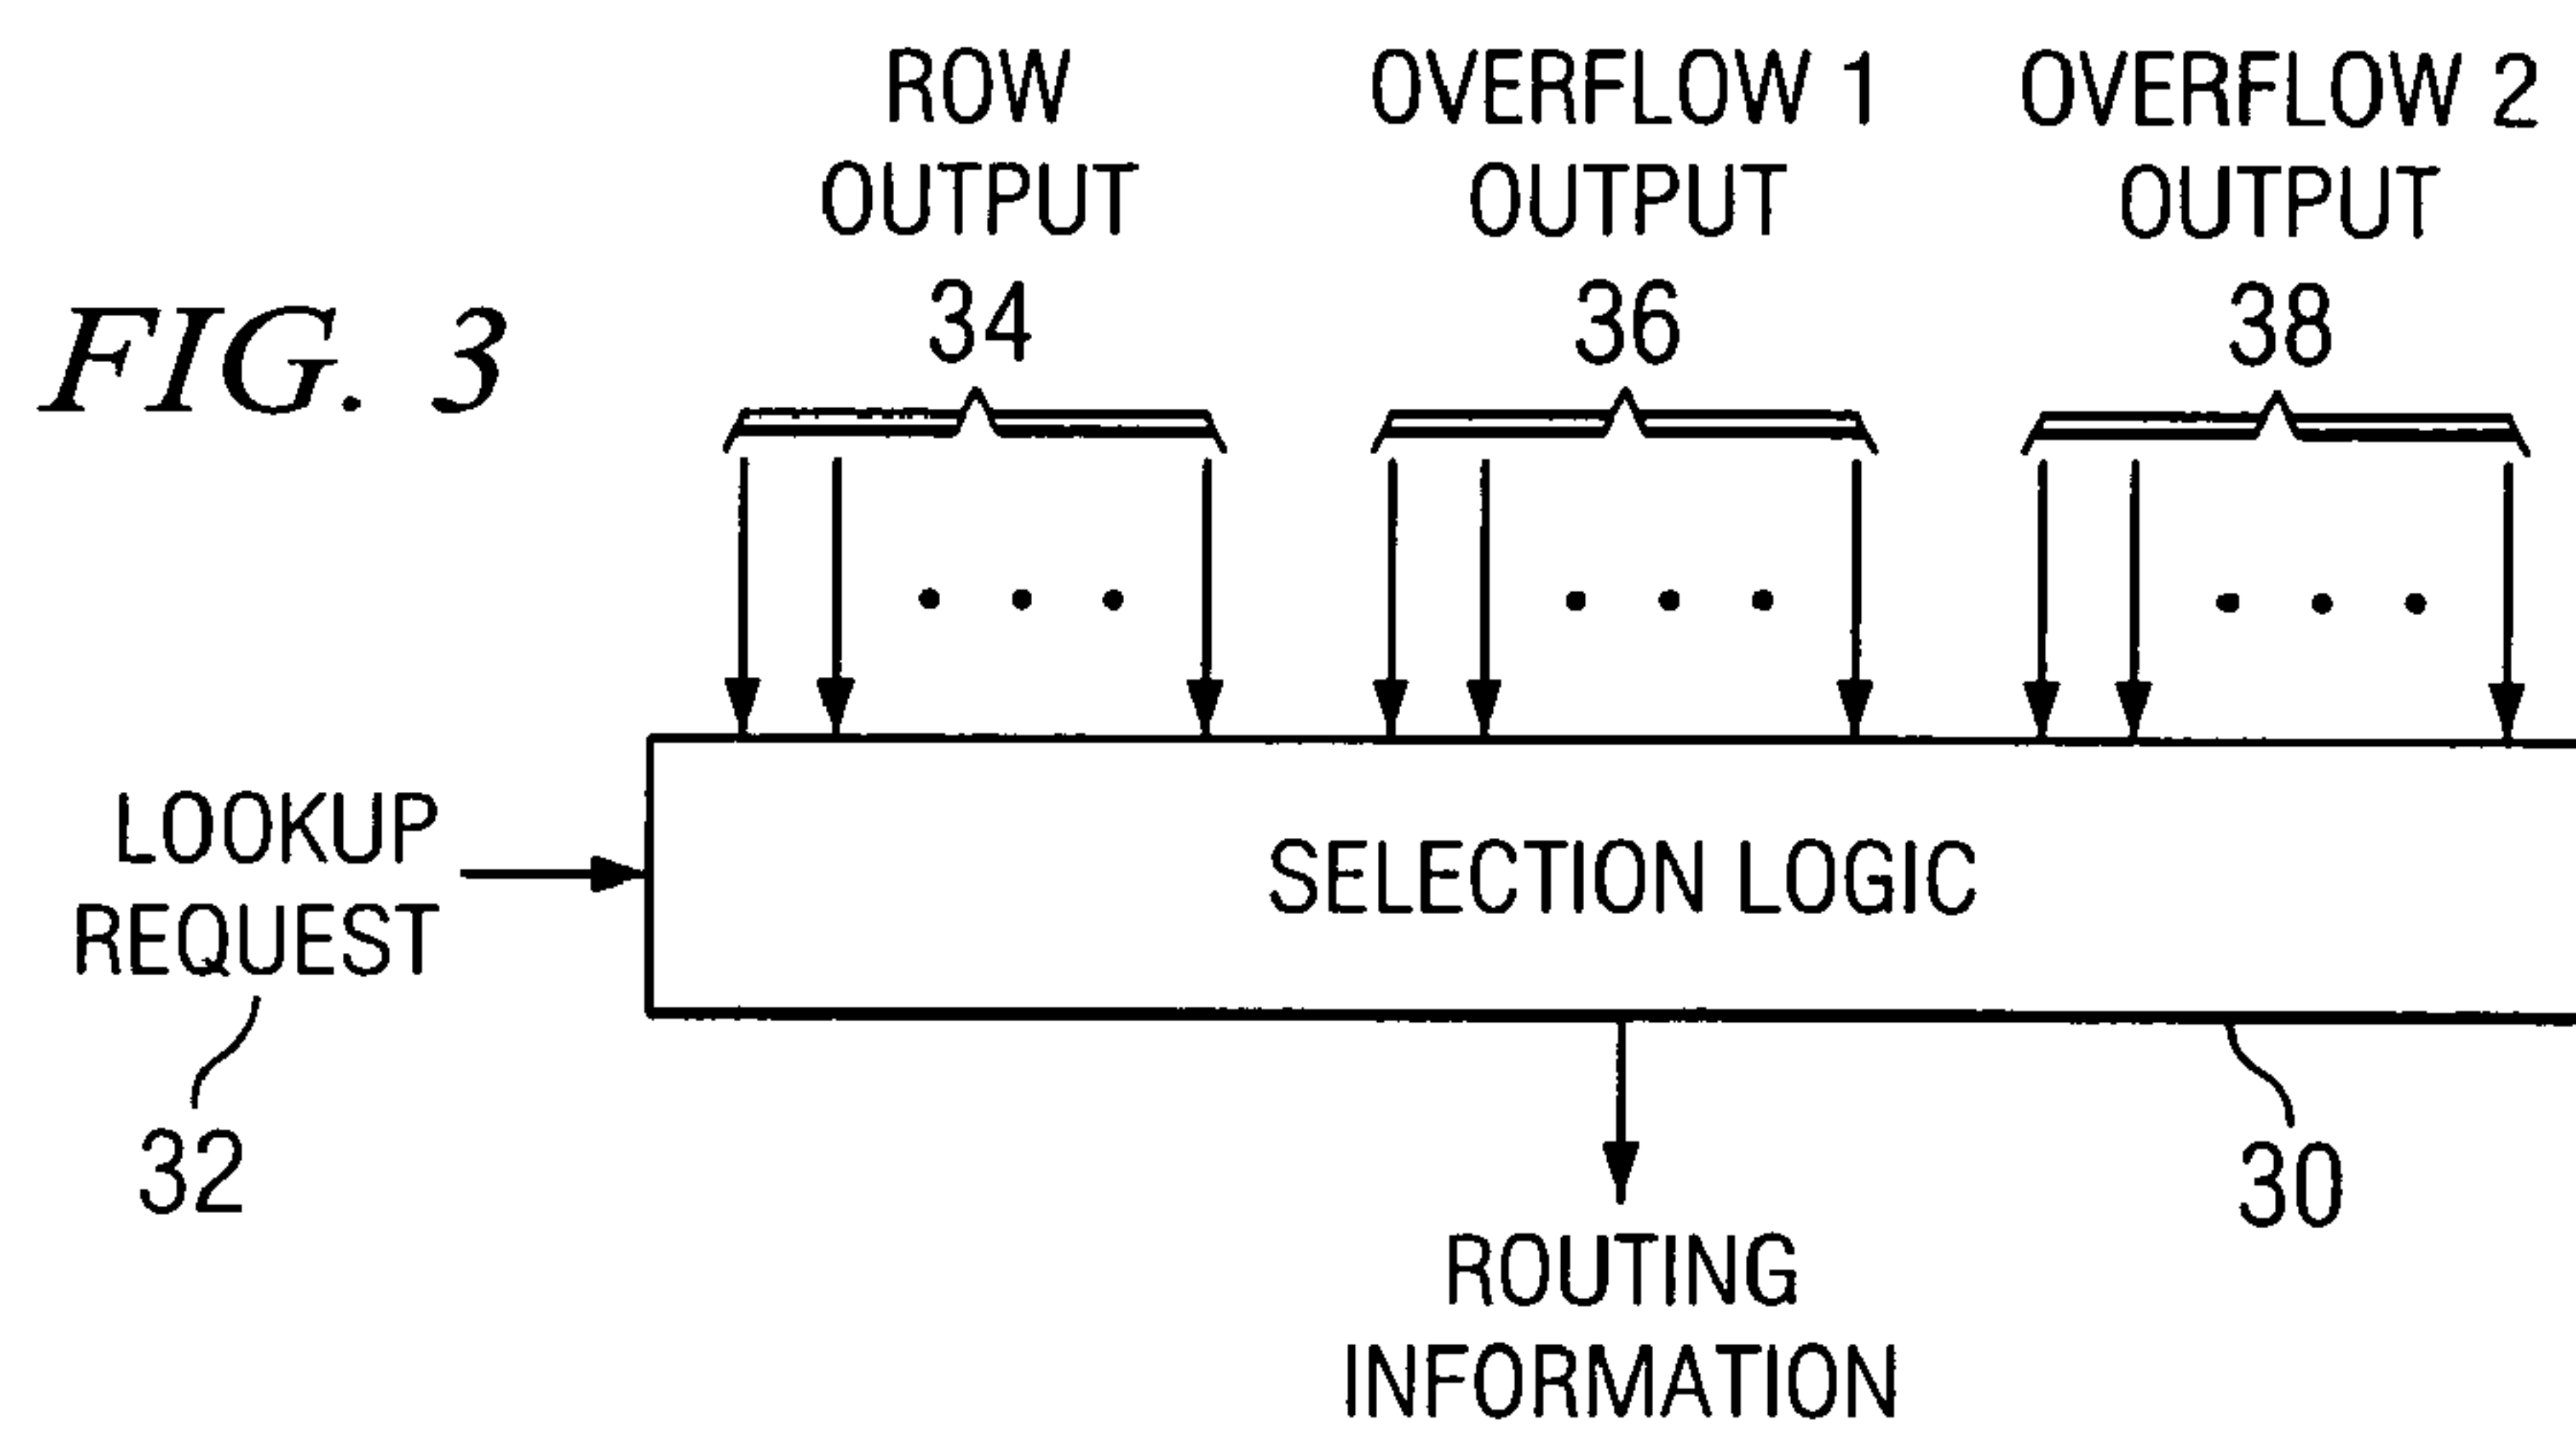 FIG. 3
ROW
OUTPUT
34
OVERFLOW 1
OUTPUT
36
OVERFLOW 2
OUTPUT
38
LOOKUP
REQUEST
32
SELECTION LOGIC
30
ROUTING
INFORMATION